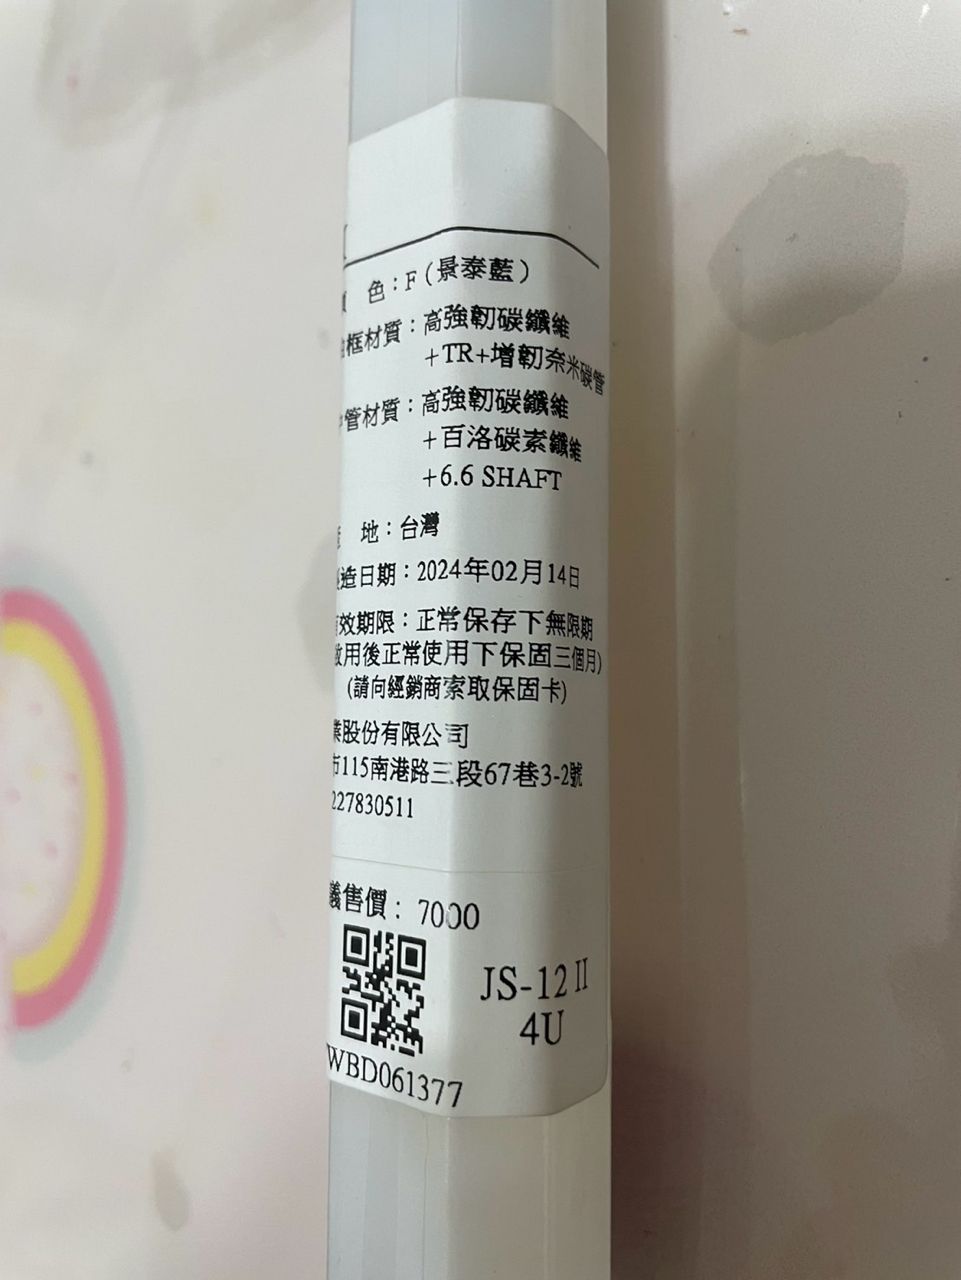 色：F（景泰藍）
框材質：高強韌碳纖維
+TR+增韌奈米碳管
管材質：高強韌碳纖維
+百洛碳素纖維
+6.6 SHAFT
地：台灣
造日期：2024年02月14日
效期限：正常保存下無限期
用後正常使用下保固三個月)
(請向經銷商索取保固卡)
業股份有限公司
市115南港路三段67巷3-2號
227830511
議售價：7000
JS-12 II
4U
WBD061377